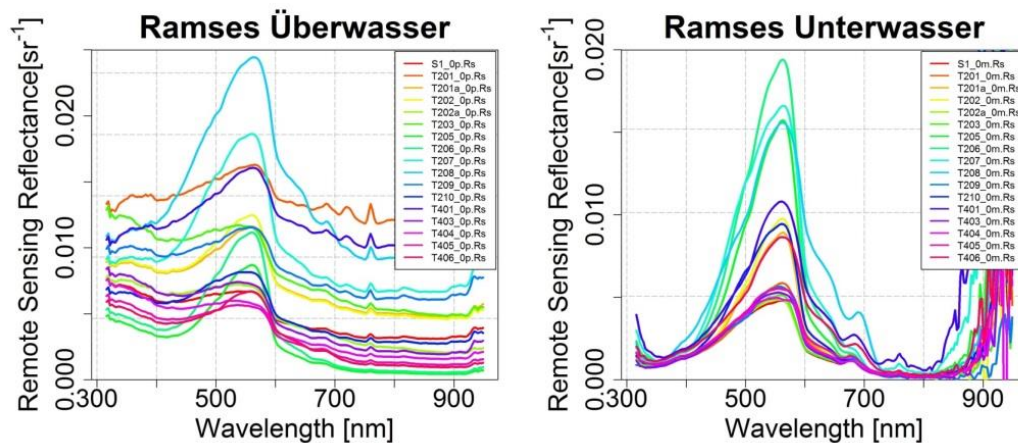 Ramses Überwasser
Remote Sensing Reflectance[sr-1]
0.000
0.010
0.020
300
500
700
900
Wavelength [nm]
S1_0p.Rs
T201_0p.Rs
T201a_0p.Rs
T202_0p.Rs
T202a_0p.Rs
T203_0p.Rs
T205_0p.Rs
T206_0p.Rs
T207_0p.Rs
T208_0p.Rs
T209_0p.Rs
T210_0p.Rs
T401_0p.Rs
T403_0p.Rs
T404_0p.Rs
T405_0p.Rs
T406_0p.Rs
Ramses Unterwasser
Remote Sensing Reflectance[sr-1]
0.000
0.010
0.020
300
500
700
900
Wavelength [nm]
S1_0m.Rs
T201_0m.Rs
T201a_0m.Rs
T202_0m.Rs
T202a_0m.Rs
T203_0m.Rs
T205_0m.Rs
T206_0m.Rs
T207_0m.Rs
T208_0m.Rs
T209_0m.Rs
T210_0m.Rs
T401_0m.Rs
T403_0m.Rs
T404_0m.Rs
T405_0m.Rs
T406_0m.Rs